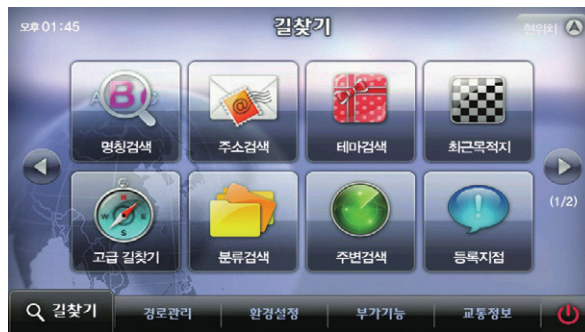 오후 01:45
길찾기
현위치
명칭검색
주소검색
테마검색
최근목적지
고급 길찾기
분류검색
주변검색
등록지점
(1/2)
길찾기
경로관리
환경설정
부가기능
교통정보